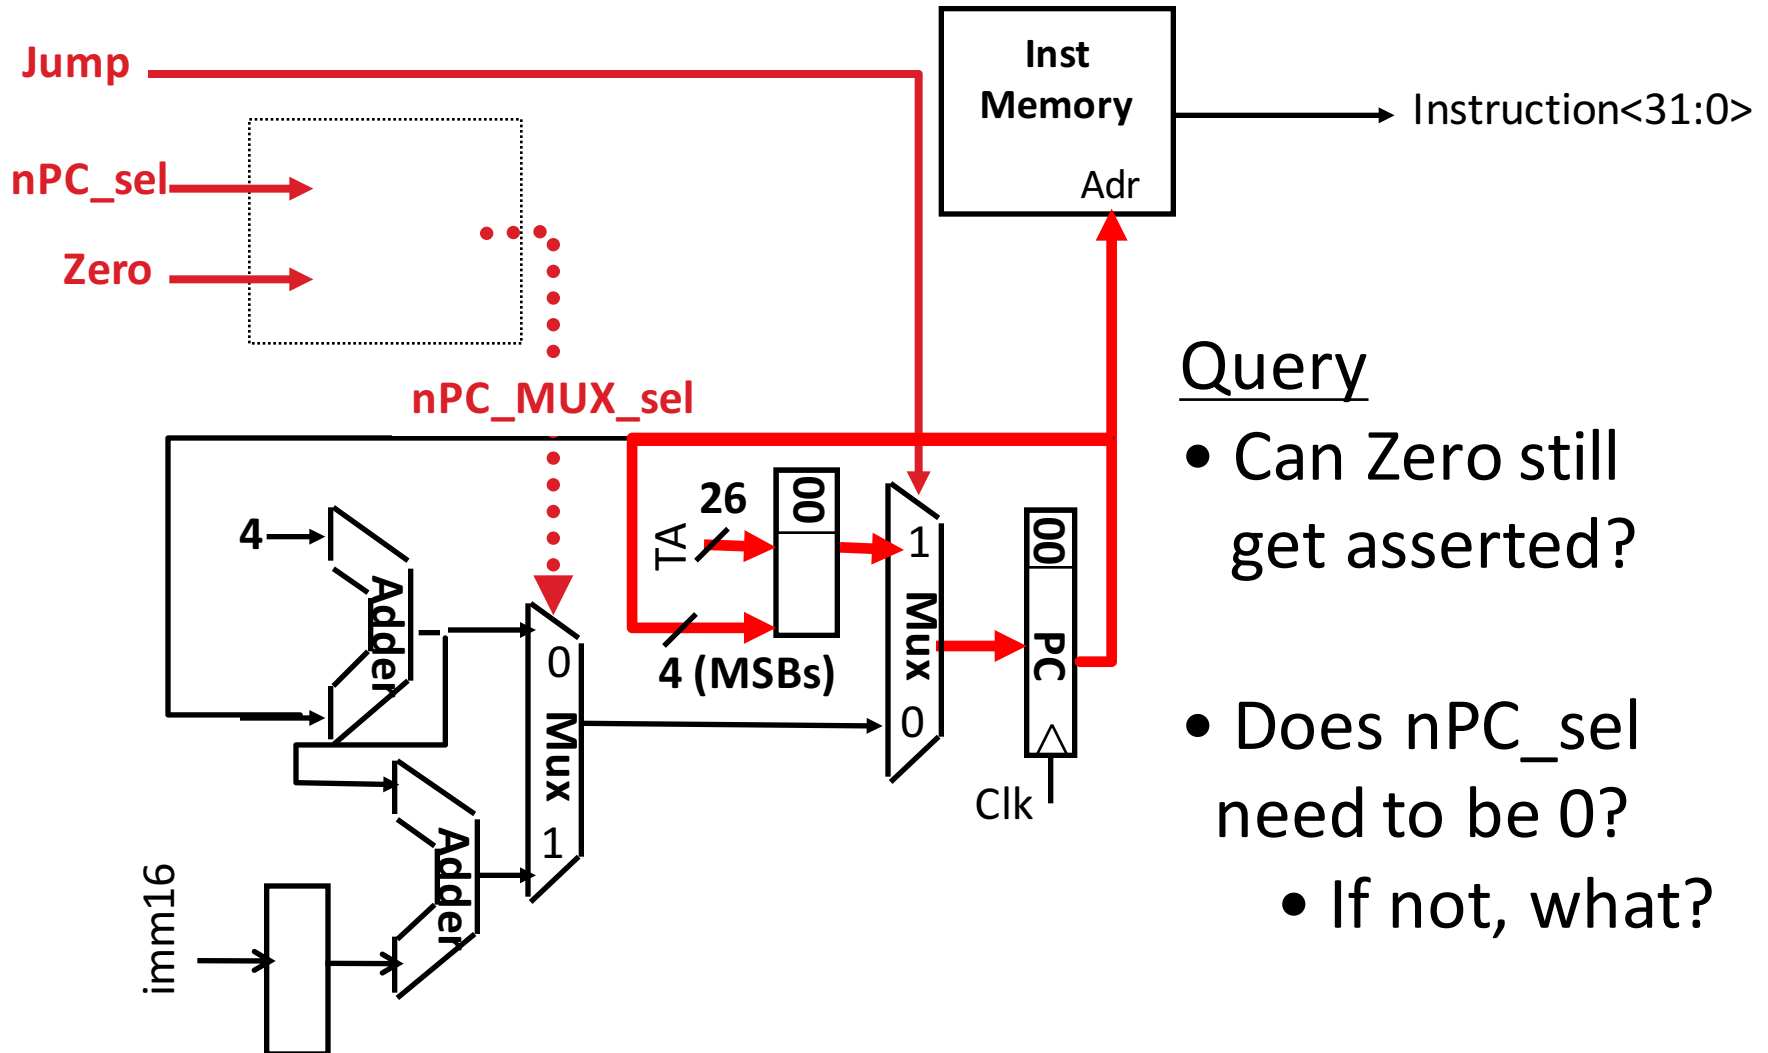 Jump
Inst
Memory
Adr
Instruction<31:0>
nPC_sel
Zero
nPC_MUX_sel
Query
• Can Zero still
get asserted?
• Does nPC_sel
need to be 0?
• If not, what?
4
Adder
0
Mux
1
TA
26
00
4 (MSBs)
1
Mux
0
00
PC
Clk
Adder
imm16